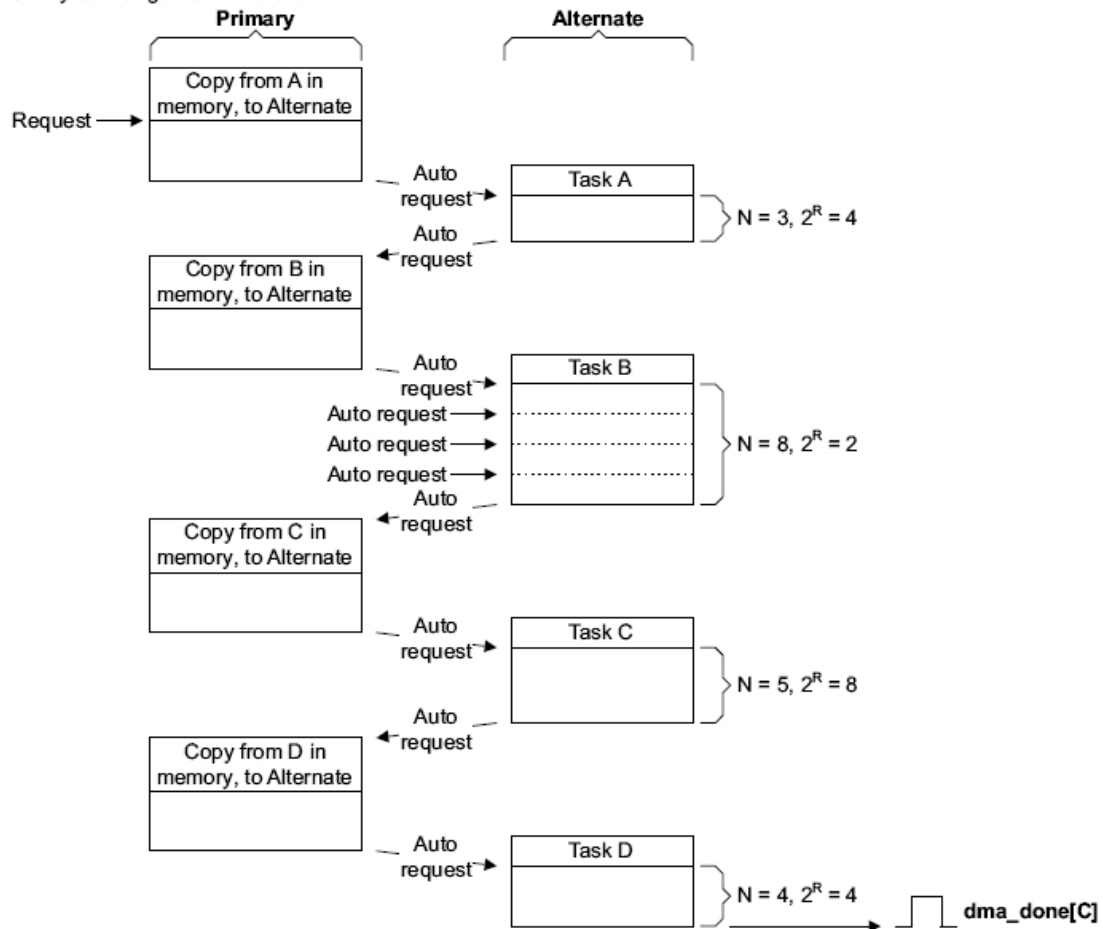 Primary
Alternate
Copy from A in
memory, to Alternate
Request
Auto
request
Task A
N = 3, 2^R = 4
Auto
request
Copy from B in
memory, to Alternate
Auto
request
Task B
Auto request
Auto request
Auto request
N = 8, 2^R = 2
Auto
request
Copy from C in
memory, to Alternate
Auto
request
Task C
N = 5, 2^R = 8
Auto
request
Copy from D in
memory, to Alternate
Auto
request
Task D
N = 4, 2^R = 4
dma_done[C]